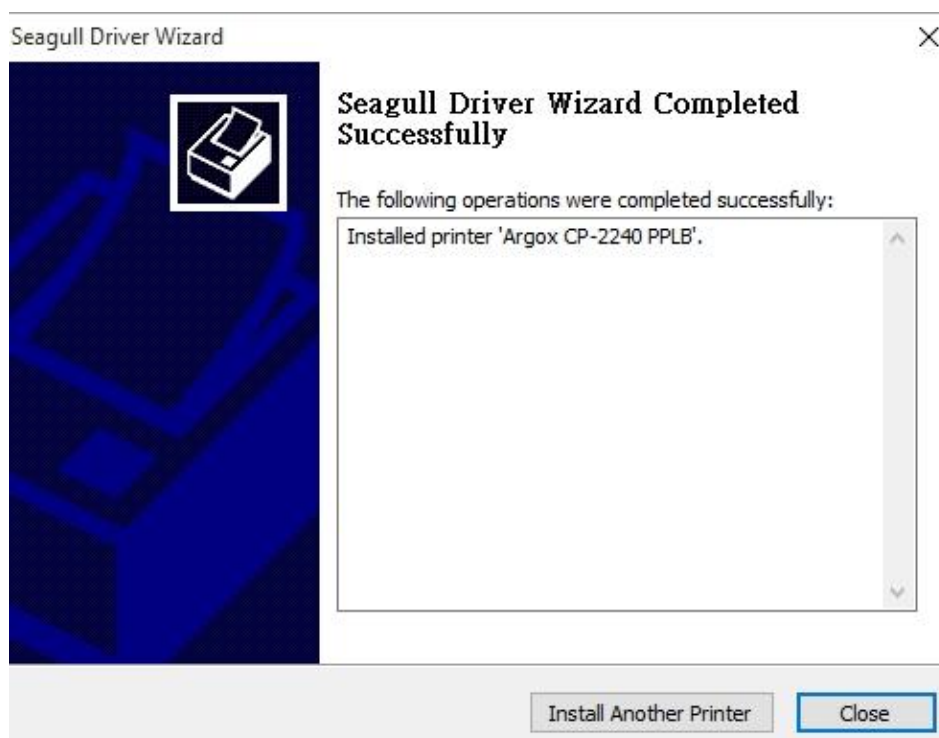 Seagull Driver Wizard
Seagull Driver Wizard Completed
Successfully
The following operations were completed successfully:
Installed printer 'Argox CP-2240 PPLB'.
Install Another Printer
Close